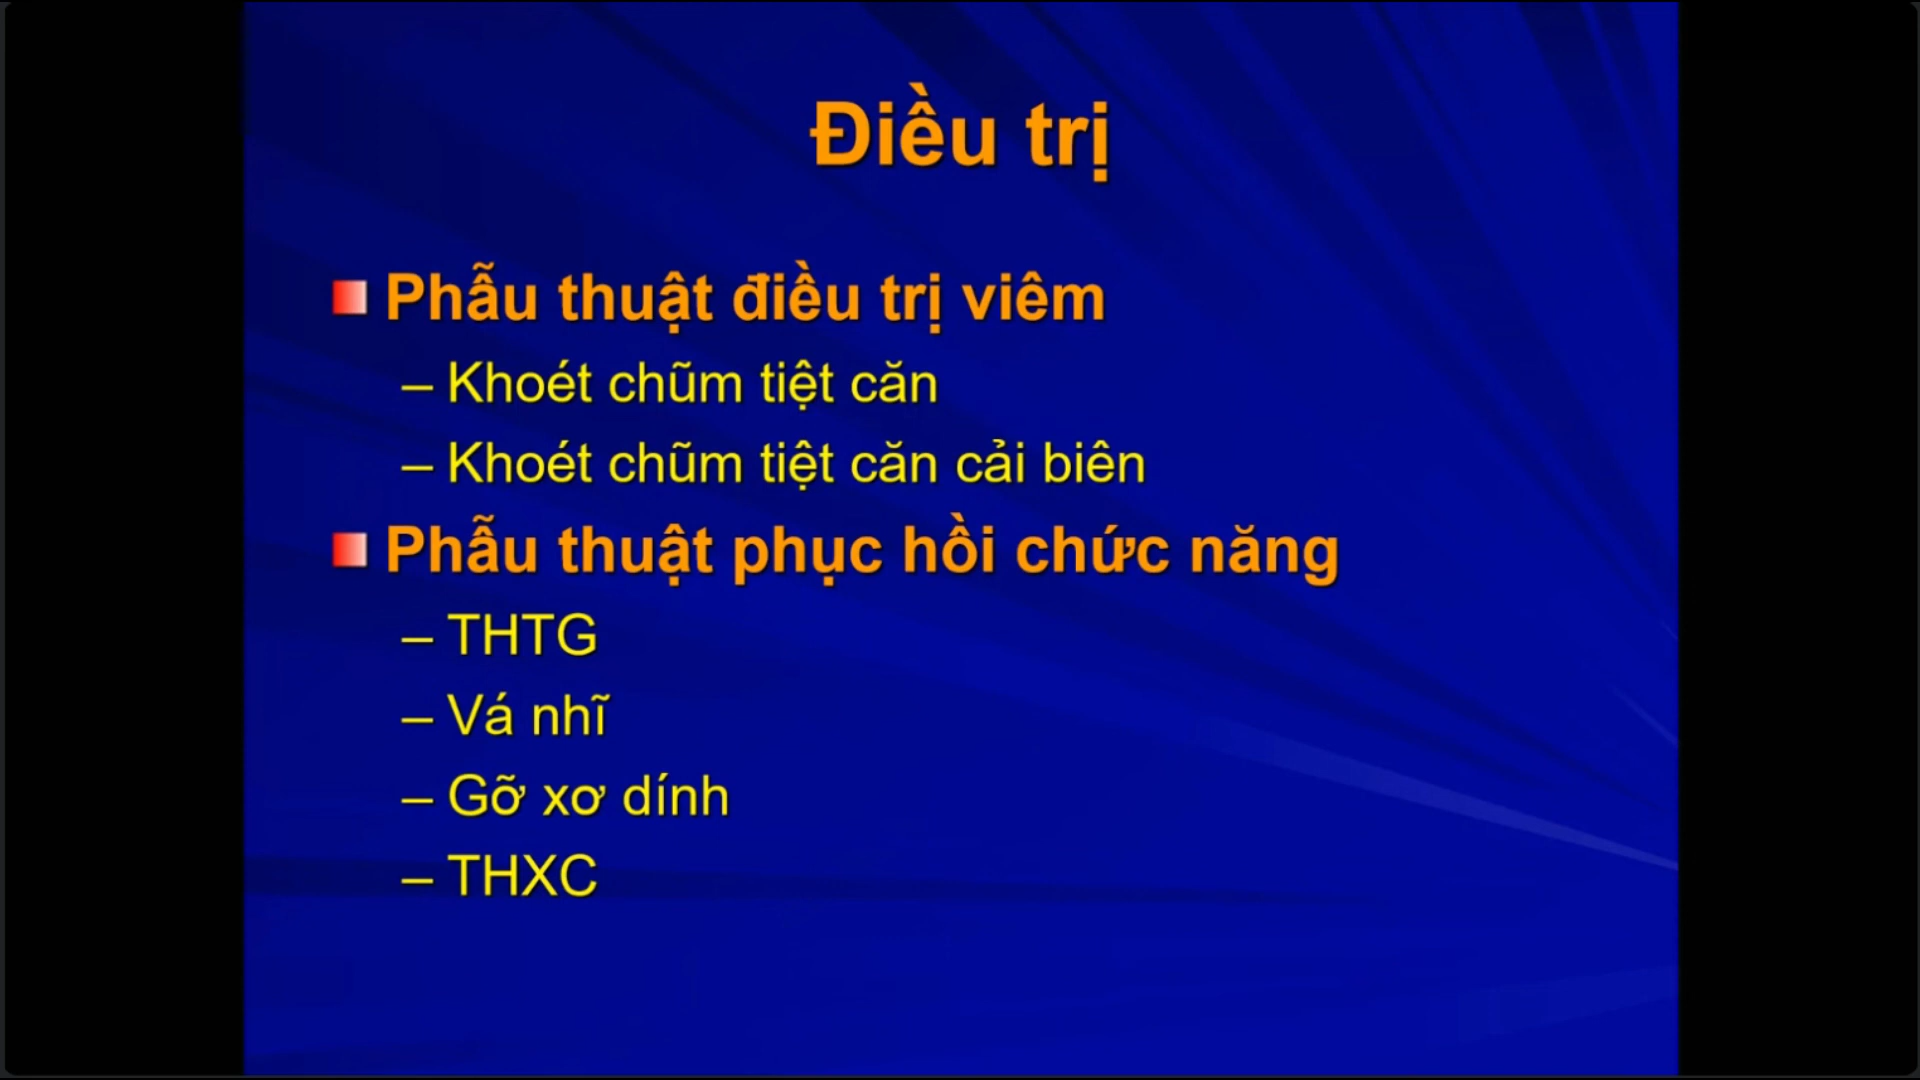 Điều trị
Phẫu thuật điều trị viêm
– Khoét chũm tiệt căn
– Khoét chũm tiệt căn cải biên
Phẫu thuật phục hồi chức năng
– THTG
– Vá nhĩ
– Gỡ xơ dính
– THXC